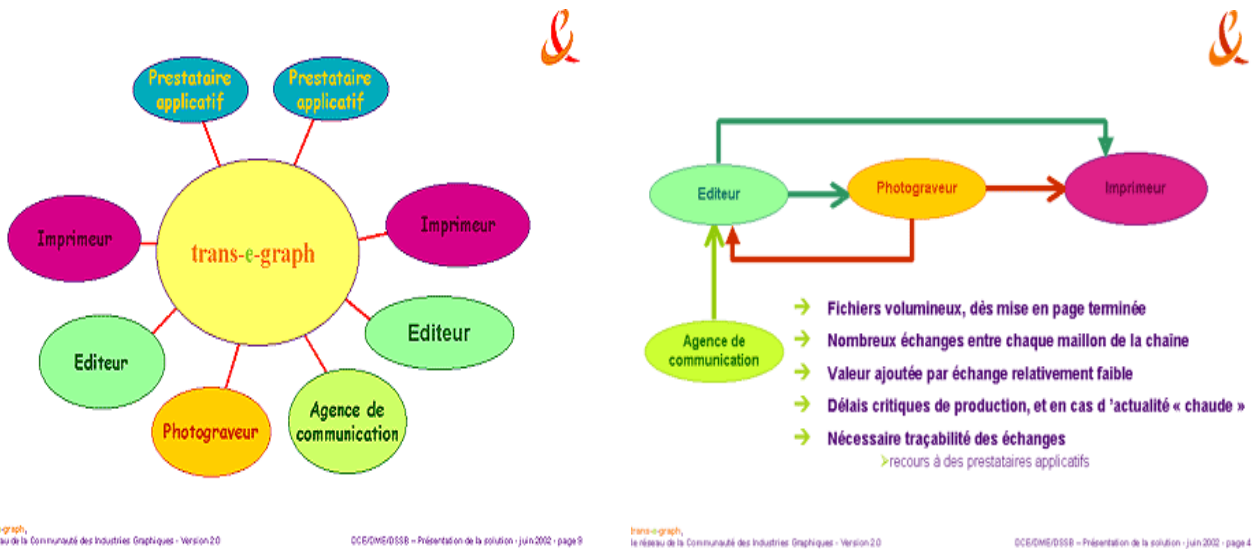 Prestataire
applicatif
Prestataire
applicatif
Imprimeur
Imprimeur
trans-e-graph
Editeur
Editeur
Photograveur
Agence de
communication
e-graph,
au de la Communauté des Industries Graphiques - Version 2.0
DCE/DME/DSSB – Présentation de la solution - juin 2002 - page 9
Editeur
Photograveur
Imprimeur
Agence de
communication
Fichiers volumineux, dès mise en page terminée
Nombreux échanges entre chaque maillon de la chaîne
Valeur ajoutée par échange relativement faible
Délais critiques de production, et en cas d 'actualité « chaude »
Nécessaire traçabilité des échanges
recours à des prestataires applicatifs
trans-e-graph,
le réseau de la Communauté des Industries Graphiques - Version 2.0
DCE/DME/DSSB – Présentation de la solution - juin 2002 - page 4